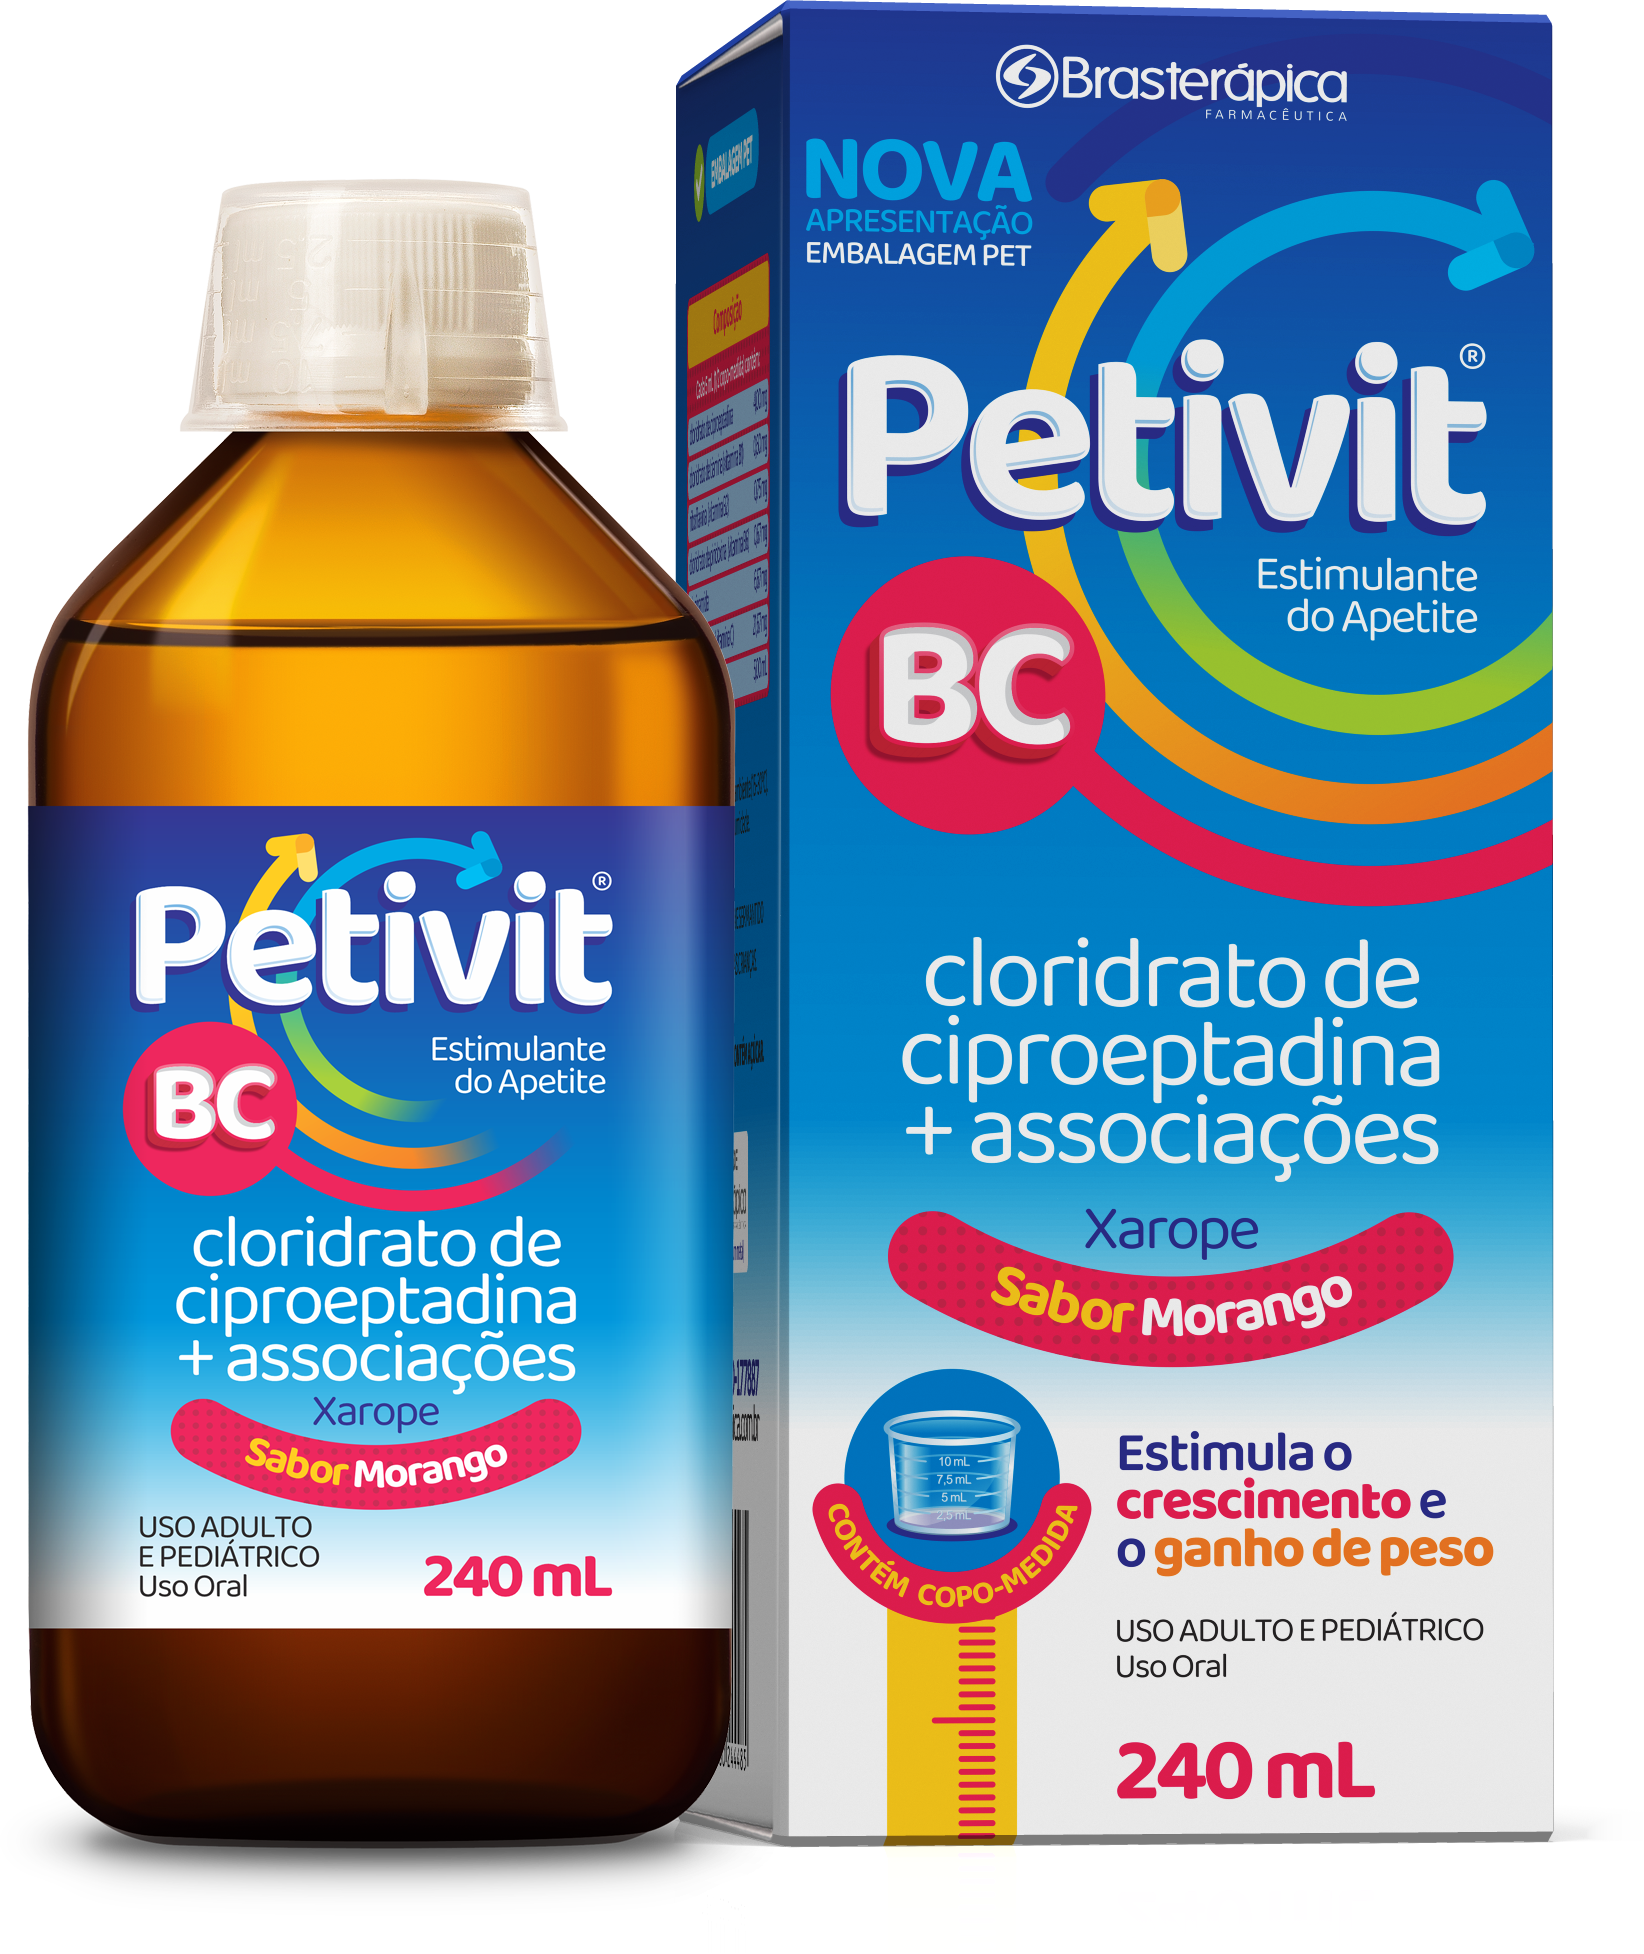 Brasterápica
FARMACÊUTICA
NOVA
APRESENTAÇÃO
EMBALAGEM PET
Petivit®
Estimulante
do Apetite
BC
cloridrato de
ciproeptadina
+ associações
Xarope
Sabor Morango
10 mL
7,5 mL
5 mL
2,5 mL
CONTÉM COPO-MEDIDA
Estimula o
crescimento e
o ganho de peso
USO ADULTO E PEDIÁTRICO
Uso Oral
240 mL
EMBALAGEM PET
Composição
Petivit®
Estimulante
do Apetite
BC
cloridrato de
ciproeptadina
+ associações
Xarope
Sabor Morango
USO ADULTO
E PEDIÁTRICO
Uso Oral
240 mL